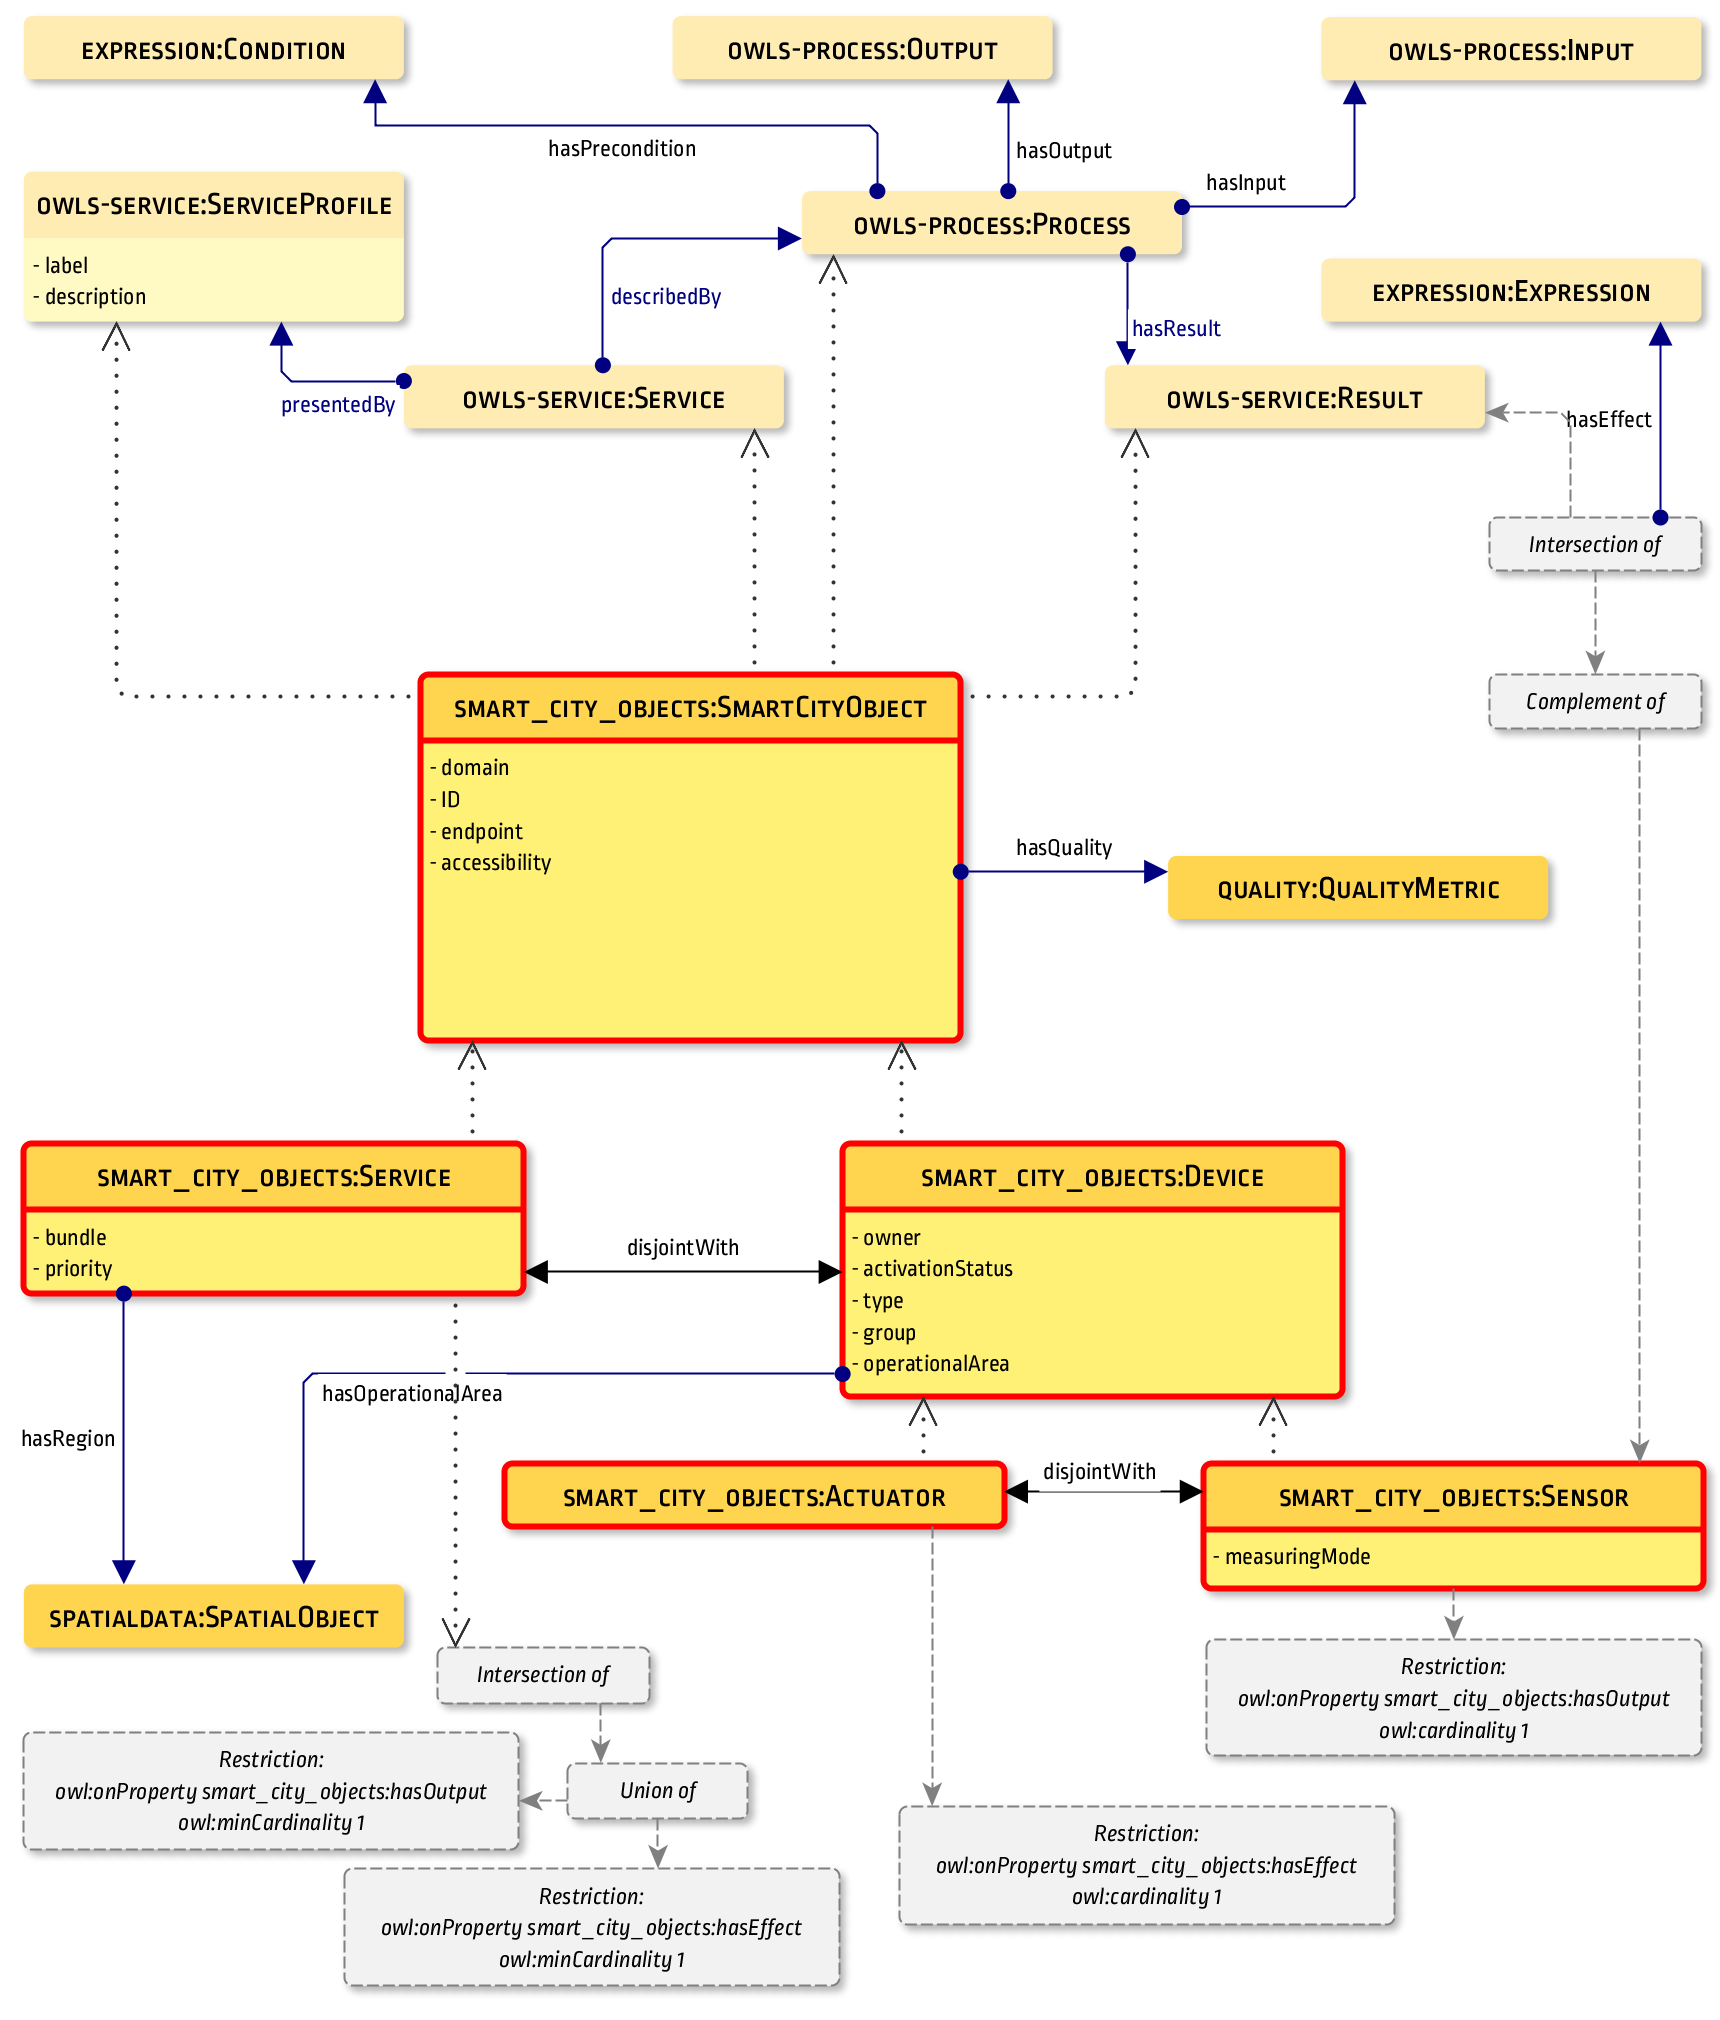 expression:Condition
owls-process:Output
owls-process:Input
hasPrecondition
hasOutput
hasInput
owls-service:ServiceProfile
- label
- description
owls-process:Process
describedBy
hasResult
expression:Expression
presentedBy
owls-service:Service
owls-service:Result
hasEffect
Intersection of
Complement of
smart_city_objects:SmartCityObject
- domain
- ID
- endpoint
- accessibility
hasQuality
quality:QualityMetric
smart_city_objects:Service
- bundle
- priority
disjointWith
smart_city_objects:Device
- owner
- activationStatus
- type
- group
- operationalArea
hasOperationalArea
hasRegion
smart_city_objects:Actuator
disjointWith
smart_city_objects:Sensor
- measuringMode
spatialdata:SpatialObject
Intersection of
Restriction:
owl:onProperty smart_city_objects:hasOutput
owl:cardinality 1
Restriction:
owl:onProperty smart_city_objects:hasOutput
owl:minCardinality 1
Union of
Restriction:
owl:onProperty smart_city_objects:hasEffect
owl:cardinality 1
Restriction:
owl:onProperty smart_city_objects:hasEffect
owl:minCardinality 1